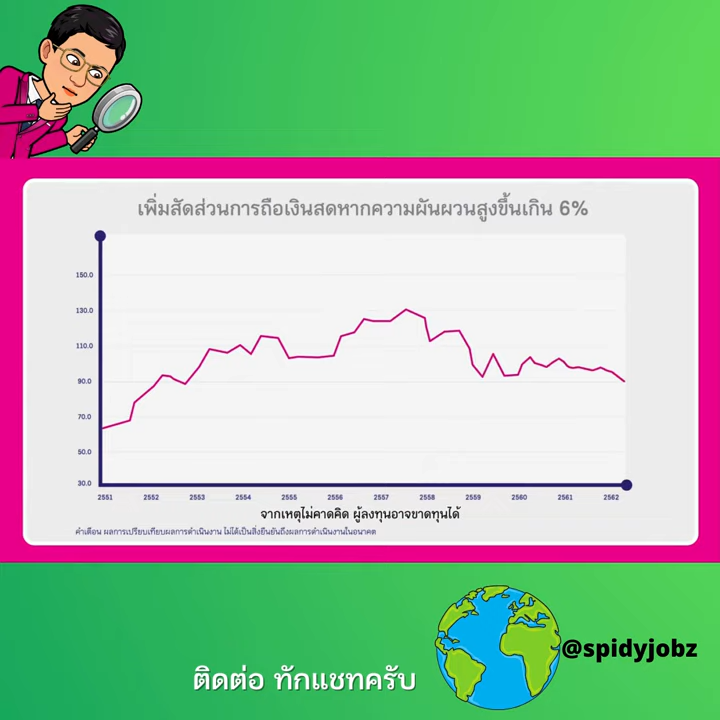 เพิ่มสัดส่วนการถือเงินสดหากความผันผวนสูงขึ้นเกิน 6%
150.0
130.0
110.0
90.0
70.0
50.0
30.0
2551 2552 2553 2554 2555 2556 2557 2558 2559 2560 2561 2562
จากเหตุไม่คาดคิด ผู้ลงทุนอาจขาดทุนได้
คำเตือน ผลการเปรียบเทียบผลการดำเนินงาน ไม่ได้เป็นสิ่งยืนยันถึงผลการดำเนินงานในอนาคต
@spidyjobz
ติดต่อ ทักแชทครับ